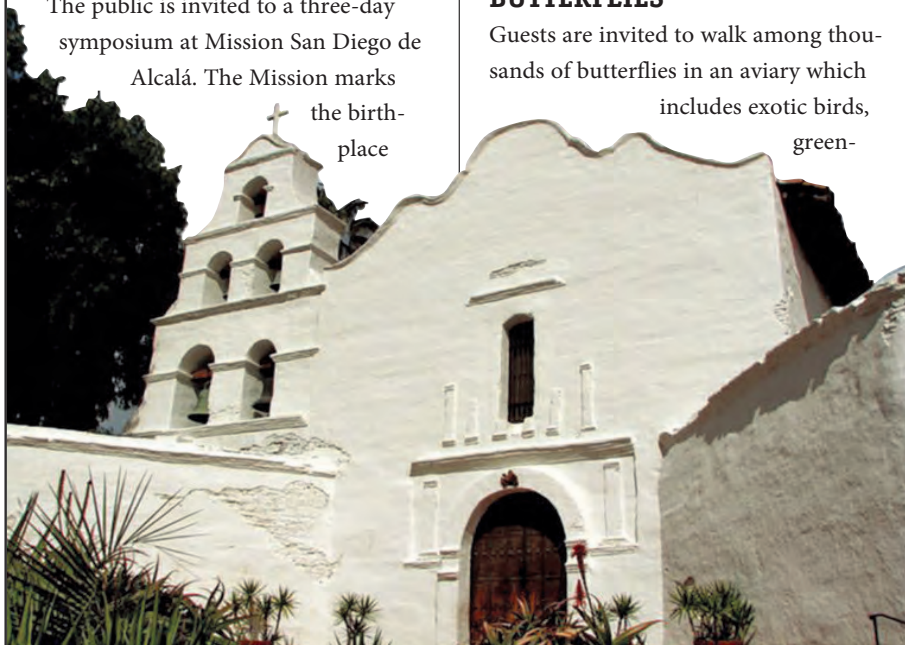 The public is invited to a three-day
symposium at Mission San Diego de
Alcalá. The Mission marks
the birth-
place
BUTTERFLIES
Guests are invited to walk among thou-
sands of butterflies in an aviary which
includes exotic birds,
green-